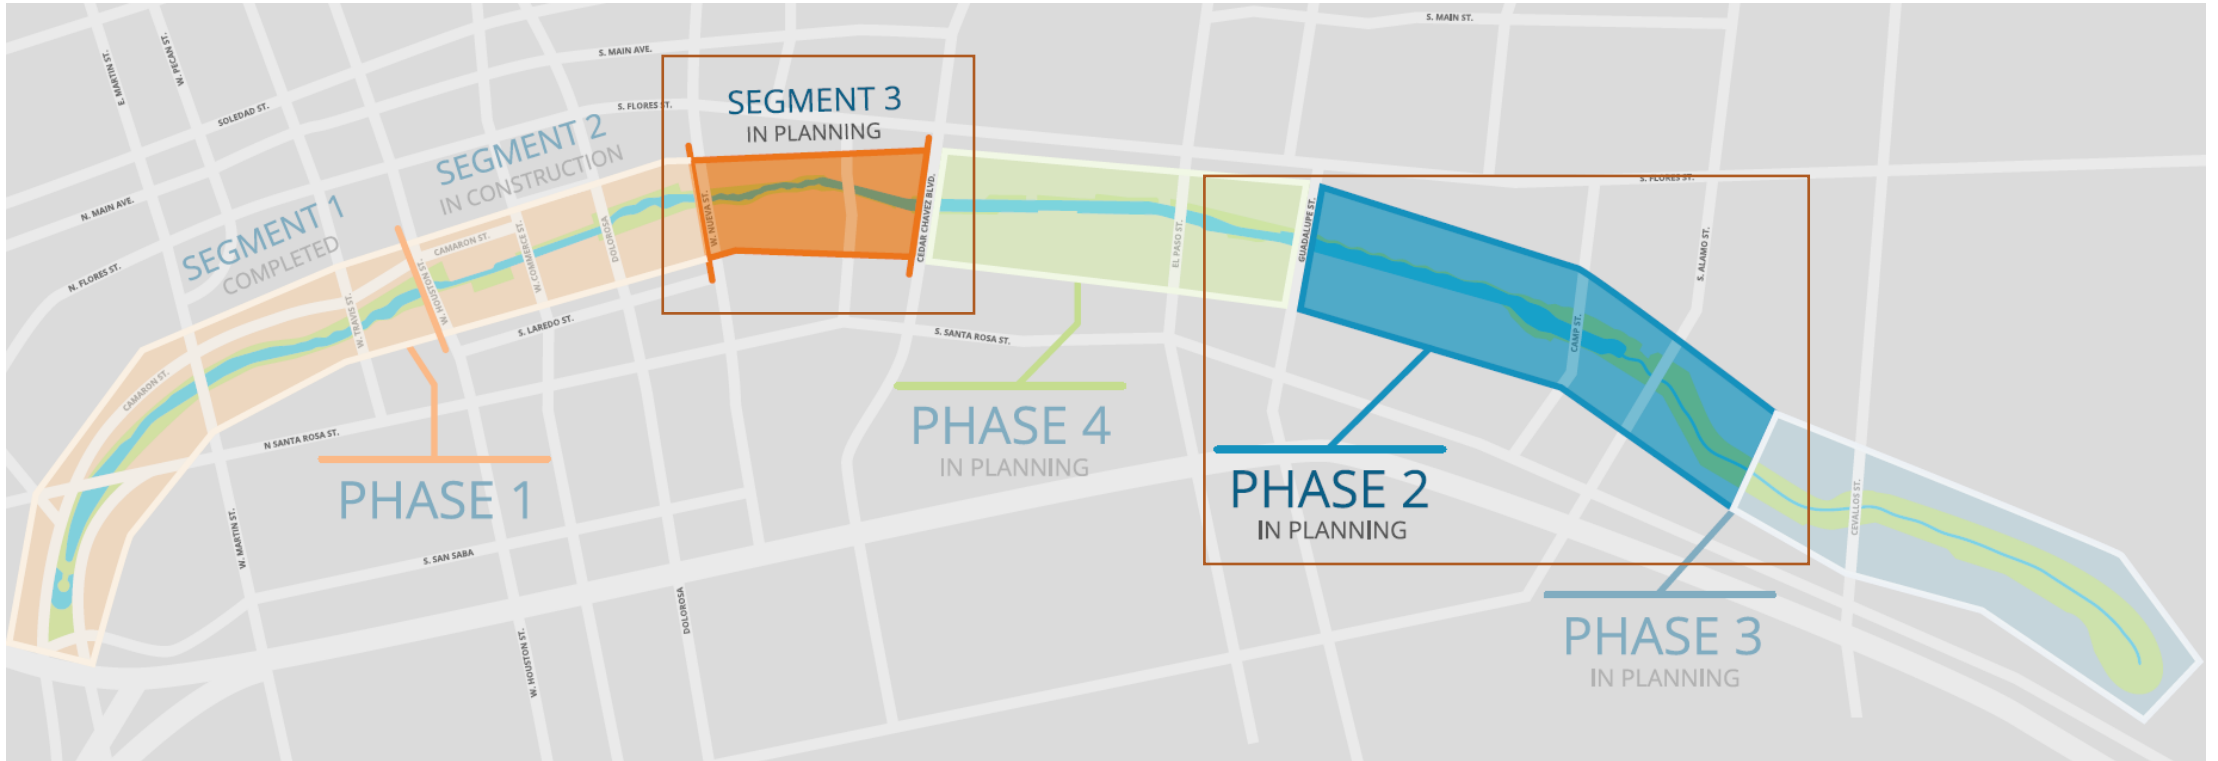 S. MAIN ST.
E. MARTIN ST.
W. PECAN ST.
S. MAIN AVE.
SOLEDAD ST.
S. FLORES ST.
SEGMENT 3
IN PLANNING
SEGMENT 2
IN CONSTRUCTION
N. MAIN AVE.
SEGMENT 1
COMPLETED
N. FLORES ST.
CAMARON ST.
W. COMMERCE ST.
DOLOROSA
W. NUEVA ST.
CEDAR CHAVEZ BLVD.
EL PASO ST.
GUADALUPE ST.
S. FLORES ST.
S. ALAMO ST.
W. HOUSTON ST.
W. TRAVIS ST.
S. LAREDO ST.
S. SANTA ROSA ST.
CAMP ST.
CAMARON ST.
N SANTA ROSA ST.
PHASE 1
PHASE 4
IN PLANNING
PHASE 2
IN PLANNING
CEVALLOS ST.
W. MARTIN ST.
S. SAN SABA
DOLOROSA
W. HOUSTON ST.
PHASE 3
IN PLANNING